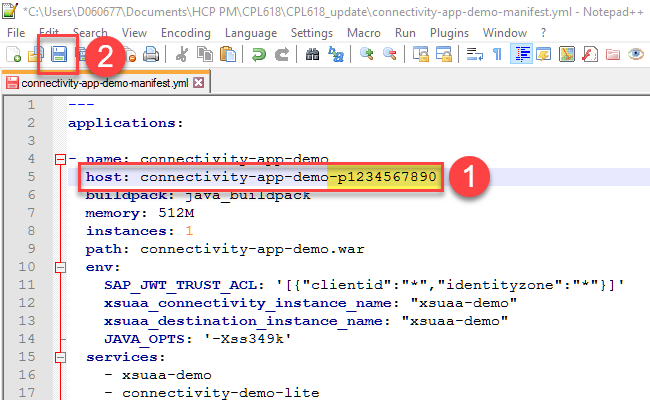 *C:\Users\D060677\Documents\HCP PM\CPL618\CPL618_update\connectivity-app-demo-manifest.yml - Notepad++
File Edit Search View Encoding Language Settings Tools Macro Run Plugins Window ?
2
connectivity-app-demo-manifest.yml
1 ---
2 applications:
3
4 - name: connectivity-app-demo
5 host: connectivity-app-demo-p1234567890
1
6 buildpack: java_buildpack
7 memory: 512M
8 instances: 1
9 path: connectivity-app-demo.war
10 env:
11 SAP_JWT_TRUST_ACL: '[{"clientid":"*","identityzone":"*"}]'
12 xsuaa_connectivity_instance_name: "xsuaa-demo"
13 xsuaa_destination_instance_name: "xsuaa-demo"
14 JAVA_OPTS: '-Xss349k'
15 services:
16 - xsuaa-demo
17 - connectivity-demo-lite